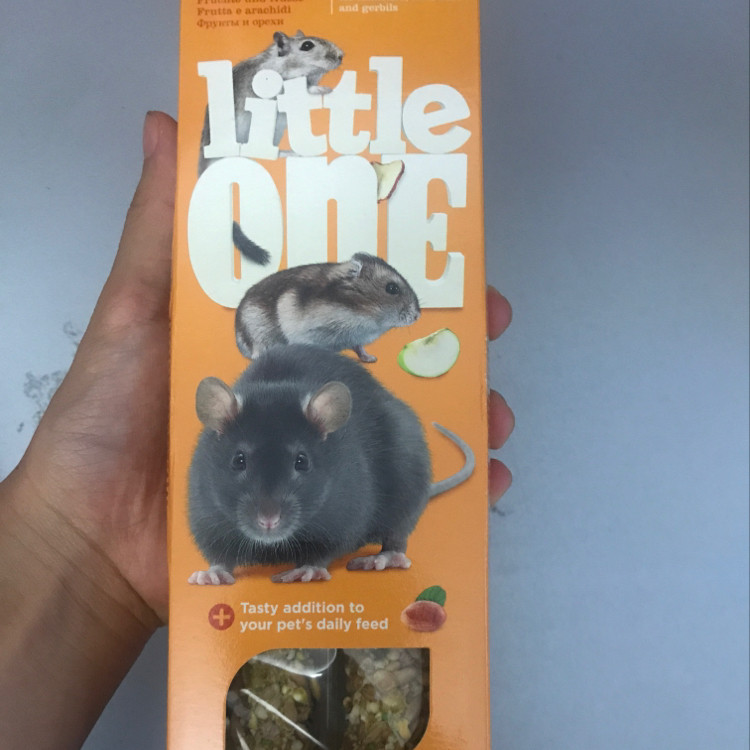 Frutta e arachidi
Фрукты и орехи
and gerbils
little
one
Tasty addition to
your pet's daily feed